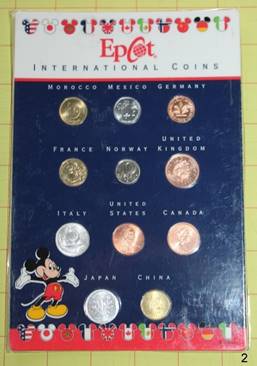 Epcot
INTERNATIONAL COINS
MOROCCO MEXICO GERMANY
FRANCE NORWAY UNITED KINGDOM
ITALY UNITED STATES CANADA
JAPAN CHINA
2